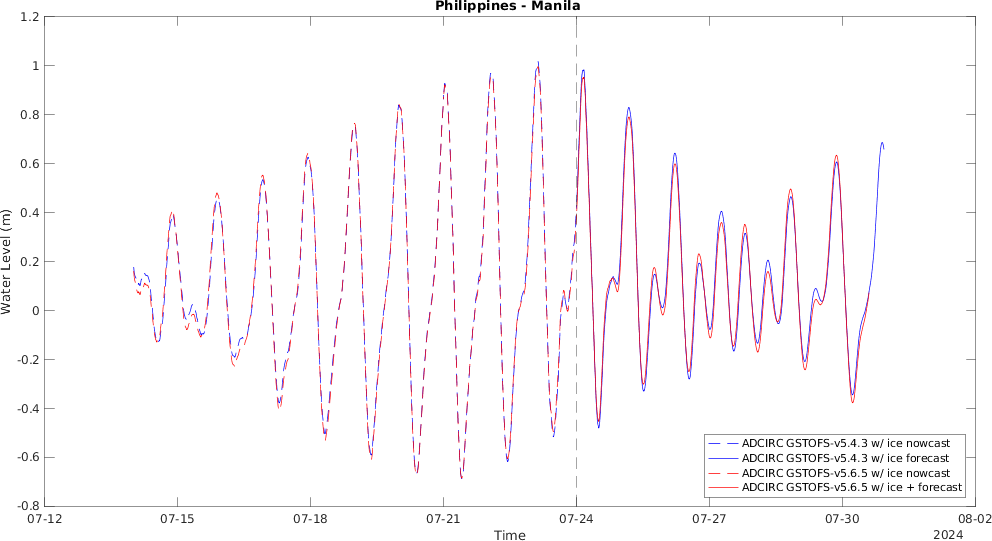 Philippines - Manila
1.2
1
0.8
0.6
0.4
0.2
0
-0.2
-0.4
-0.6
-0.8
Water Level (m)
ADCIRC GSTOFS-v5.4.3 w/ ice nowcast
ADCIRC GSTOFS-v5.4.3 w/ ice forecast
ADCIRC GSTOFS-v5.6.5 w/ ice nowcast
ADCIRC GSTOFS-v5.6.5 w/ ice + forecast
07-12 07-15 07-18 07-21 07-24 07-27 07-30 08-02
Time
2024